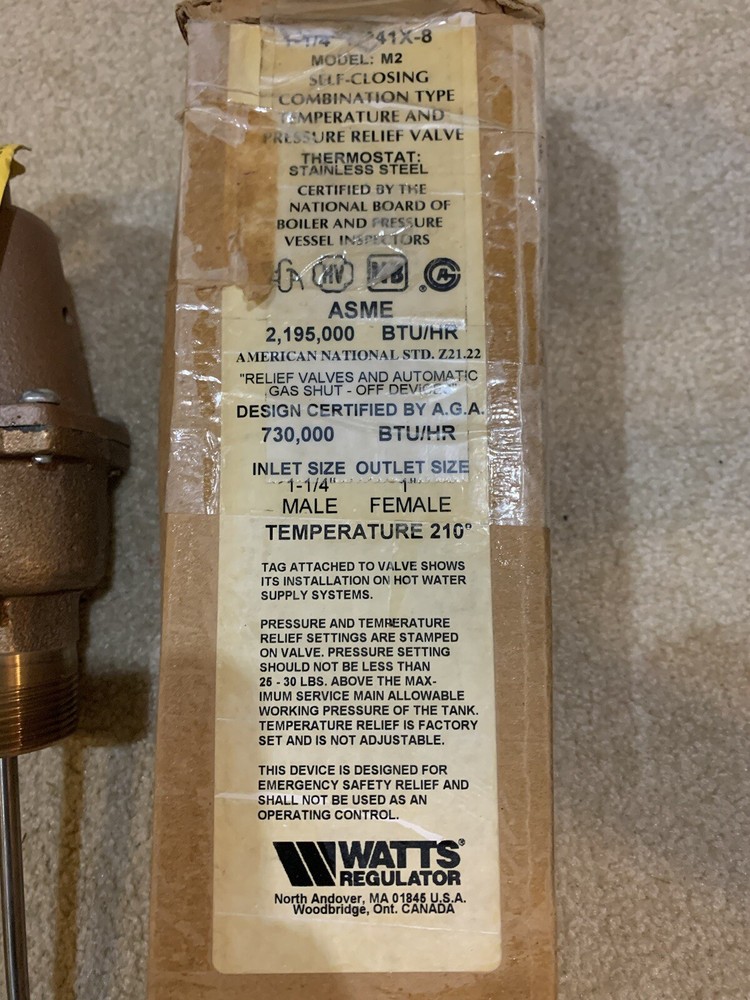 1-1/4" 41X-8
MODEL: M2
SELF-CLOSING
COMBINATION TYPE
TEMPERATURE AND
PRESSURE RELIEF VALVE
THERMOSTAT:
STAINLESS STEEL
CERTIFIED BY THE
NATIONAL BOARD OF
BOILER AND PRESSURE
VESSEL INSPECTORS
HV NB
ASME
2,195,000 BTU/HR
AMERICAN NATIONAL STD. Z21.22
"RELIEF VALVES AND AUTOMATIC
GAS SHUT - OFF DEVICES"
DESIGN CERTIFIED BY A.G.A.
730,000 BTU/HR
INLET SIZE OUTLET SIZE
1-1/4" 1"
MALE FEMALE
TEMPERATURE 210°
TAG ATTACHED TO VALVE SHOWS
ITS INSTALLATION ON HOT WATER
SUPPLY SYSTEMS.
PRESSURE AND TEMPERATURE
RELIEF SETTINGS ARE STAMPED
ON VALVE. PRESSURE SETTING
SHOULD NOT BE LESS THAN
25 - 30 LBS. ABOVE THE MAX-
IMUM SERVICE MAIN ALLOWABLE
WORKING PRESSURE OF THE TANK.
TEMPERATURE RELIEF IS FACTORY
SET AND IS NOT ADJUSTABLE.
THIS DEVICE IS DESIGNED FOR
EMERGENCY SAFETY RELIEF AND
SHALL NOT BE USED AS AN
OPERATING CONTROL.
WATTS®
REGULATOR
North Andover, MA 01845 U.S.A.
Woodbridge, Ont. CANADA